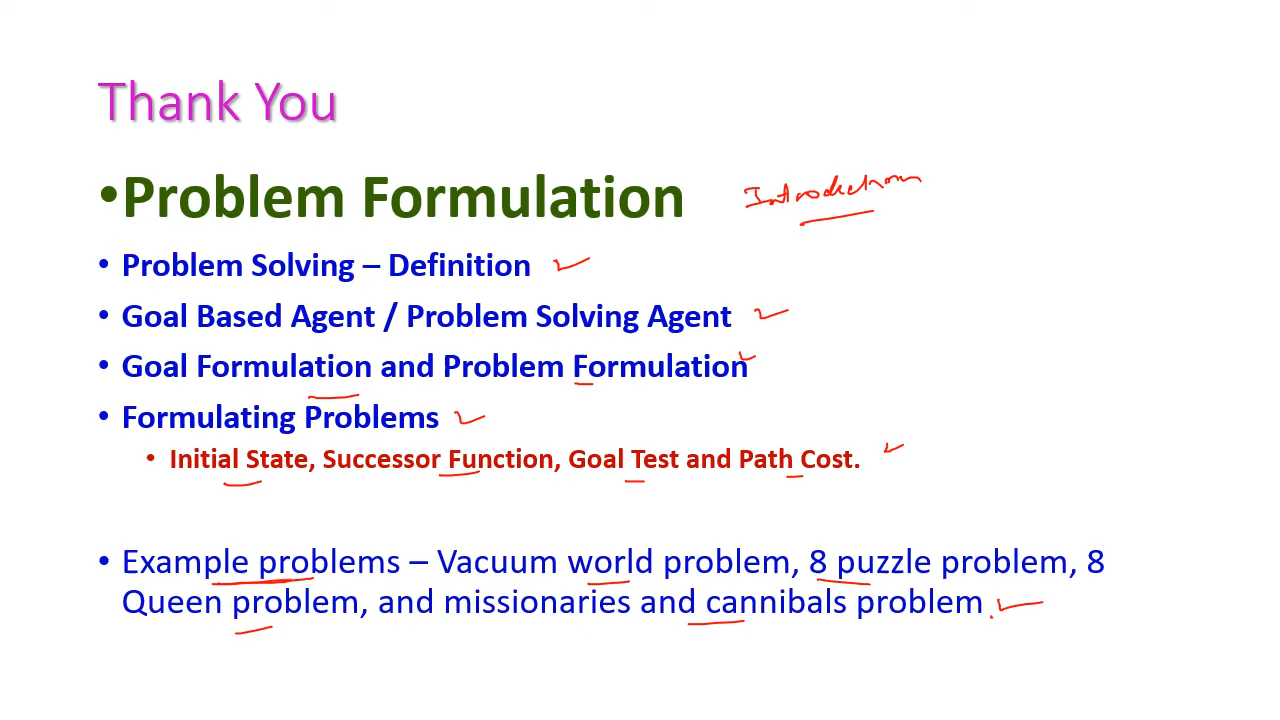 Thank You
•Problem Formulation Introduction
• Problem Solving – Definition
• Goal Based Agent / Problem Solving Agent
• Goal Formulation and Problem Formulation
• Formulating Problems
• Initial State, Successor Function, Goal Test and Path Cost.
• Example problems – Vacuum world problem, 8 puzzle problem, 8
Queen problem, and missionaries and cannibals problem